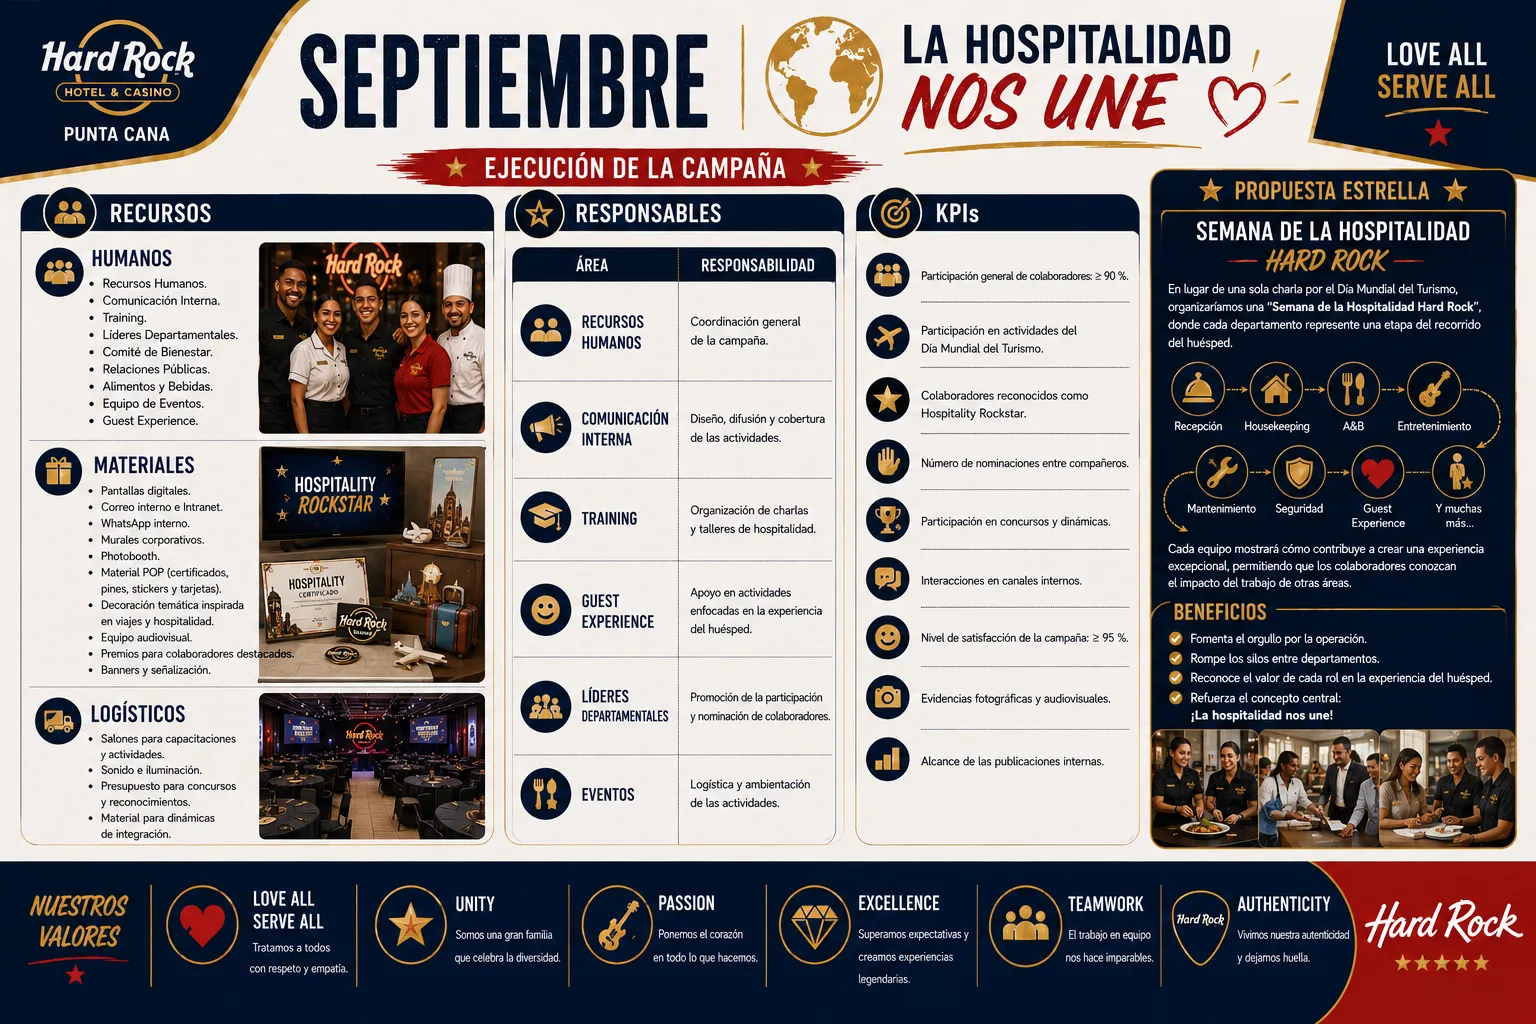 Hard Rock
HOTEL & CASINO
PUNTA CANA
SEPTIEMBRE
LA HOSPITALIDAD
NOS UNE
LOVE ALL
SERVE ALL
EJECUCIÓN DE LA CAMPAÑA
RECURSOS
HUMANOS
• Recursos Humanos.
• Comunicación Interna.
• Training.
• Líderes Departamentales.
• Comité de Bienestar.
• Relaciones Públicas.
• Alimentos y Bebidas.
• Equipo de Eventos.
• Guest Experience.
Hard Rock
MATERIALES
• Pantallas digitales.
• Correo interno e Intranet.
• WhatsApp interno.
• Murales corporativos.
• Photobooth.
• Material POP (certificados,
pines, stickers y tarjetas).
• Decoración temática inspirada
en viajes y hospitalidad.
• Equipo audiovisual.
• Premios para colaboradores destacados.
• Banners y señalización.
HOSPITALITY
ROCKSTAR
HOSPITALITY
CERTIFICADO
Hard Rock
LOGÍSTICOS
• Salones para capacitaciones
y actividades.
• Sonido e iluminación.
• Presupuesto para concursos
y reconocimientos.
• Material para dinámicas
de integración.
Hard Rock
RESPONSABLES
ÁREA
RESPONSABILIDAD
RECURSOS
HUMANOS
Coordinación general
de la campaña.
COMUNICACIÓN
INTERNA
Diseño, difusión y cobertura
de las actividades.
TRAINING
Organización de charlas
y talleres de hospitalidad.
GUEST
EXPERIENCE
Apoyo en actividades
enfocadas en la experiencia
del huésped.
LÍDERES
DEPARTAMENTALES
Promoción de la participación
y nominación de colaboradores.
EVENTOS
Logística y ambientación
de las actividades.
KPIs
Participación general de colaboradores: ≥ 90 %.
Participación en actividades del
Día Mundial del Turismo.
Colaboradores reconocidos como
Hospitality Rockstar.
Número de nominaciones entre compañeros.
Participación en concursos y dinámicas.
Interacciones en canales internos.
Nivel de satisfacción de la campaña: ≥ 95 %.
Evidencias fotográficas y audiovisuales.
Alcance de las publicaciones internas.
PROPUESTA ESTRELLA
SEMANA DE LA HOSPITALIDAD
HARD ROCK
En lugar de una sola charla por el Día Mundial del Turismo,
organizaríamos una "Semana de la Hospitalidad Hard Rock",
donde cada departamento represente una etapa del recorrido
del huésped.
Recepción
Housekeeping
A&B
Entretenimiento
Mantenimiento
Seguridad
Guest
Experience
Y muchas
más...
Cada equipo mostrará cómo contribuye a crear una experiencia
excepcional, permitiendo que los colaboradores conozcan
el impacto del trabajo de otras áreas.
BENEFICIOS
Fomenta el orgullo por la operación.
Rompe los silos entre departamentos.
Reconoce el valor de cada rol en la experiencia del huésped.
Refuerza el concepto central:
¡La hospitalidad nos une!
NUESTROS
VALORES
LOVE ALL
SERVE ALL
Tratamos a todos
con respeto y empatía.
UNITY
Somos una gran familia
que celebra la diversidad.
PASSION
Ponemos el corazón
en todo lo que hacemos.
EXCELLENCE
Superamos expectativas y
creamos experiencias
legendarias.
TEAMWORK
El trabajo en equipo
nos hace imparables.
Hard Rock
AUTHENTICITY
Vivimos nuestra autenticidad
y dejamos huella.
Hard Rock